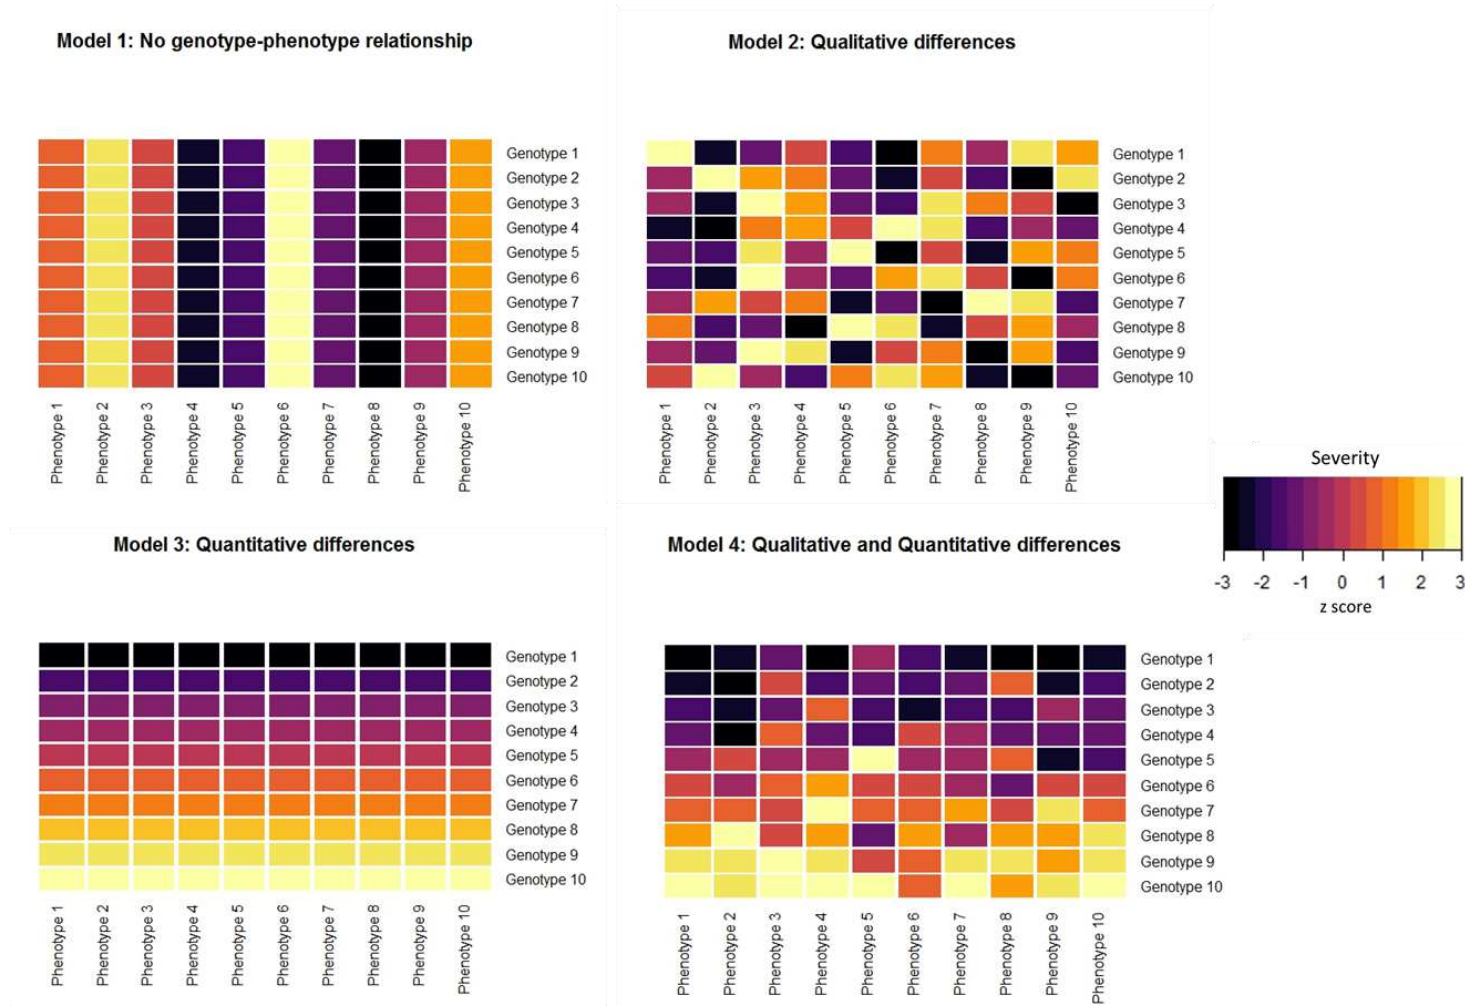 Model 1: No genotype-phenotype relationship
Genotype 1
Genotype 2
Genotype 3
Genotype 4
Genotype 5
Genotype 6
Genotype 7
Genotype 8
Genotype 9
Genotype 10
Phenotype 1
Phenotype 2
Phenotype 3
Phenotype 4
Phenotype 5
Phenotype 6
Phenotype 7
Phenotype 8
Phenotype 9
Phenotype 10
Model 2: Qualitative differences
Genotype 1
Genotype 2
Genotype 3
Genotype 4
Genotype 5
Genotype 6
Genotype 7
Genotype 8
Genotype 9
Genotype 10
Phenotype 1
Phenotype 2
Phenotype 3
Phenotype 4
Phenotype 5
Phenotype 6
Phenotype 7
Phenotype 8
Phenotype 9
Phenotype 10
Severity
-3 -2 -1 0 1 2 3
z score
Model 3: Quantitative differences
Genotype 1
Genotype 2
Genotype 3
Genotype 4
Genotype 5
Genotype 6
Genotype 7
Genotype 8
Genotype 9
Genotype 10
Phenotype 1
Phenotype 2
Phenotype 3
Phenotype 4
Phenotype 5
Phenotype 6
Phenotype 7
Phenotype 8
Phenotype 9
Phenotype 10
Model 4: Qualitative and Quantitative differences
Genotype 1
Genotype 2
Genotype 3
Genotype 4
Genotype 5
Genotype 6
Genotype 7
Genotype 8
Genotype 9
Genotype 10
Phenotype 1
Phenotype 2
Phenotype 3
Phenotype 4
Phenotype 5
Phenotype 6
Phenotype 7
Phenotype 8
Phenotype 9
Phenotype 10